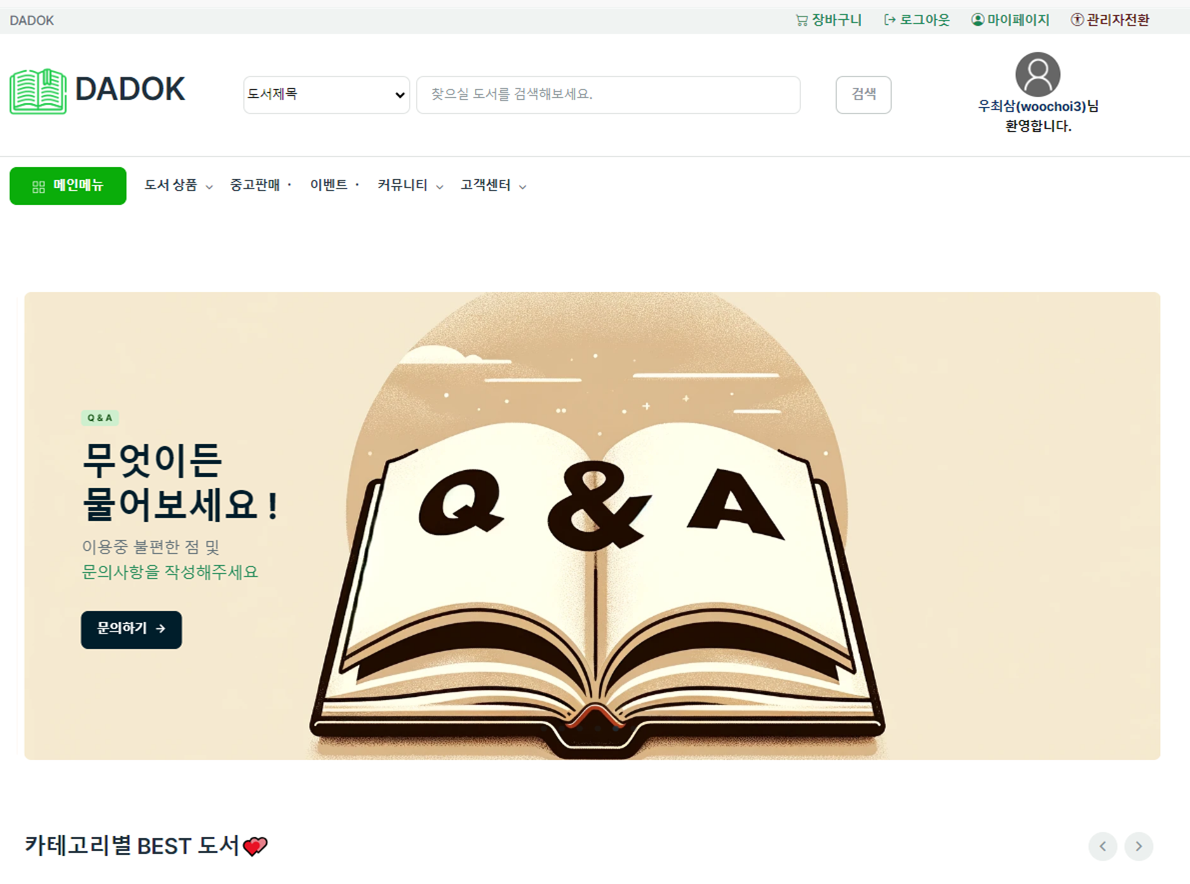 DADOK
장바구니 로그아웃 마이페이지 관리자전환
DADOK
도서제목
찾으실 도서를 검색해보세요.
검색
우최삼(woochoi3)님
환영합니다.
메인메뉴 도서 상품 중고판매 · 이벤트 · 커뮤니티 고객센터
Q & A
무엇이든
물어보세요 !
이용중 불편한 점 및
문의사항을 작성해주세요
문의하기 →
Q & A
카테고리별 BEST 도서